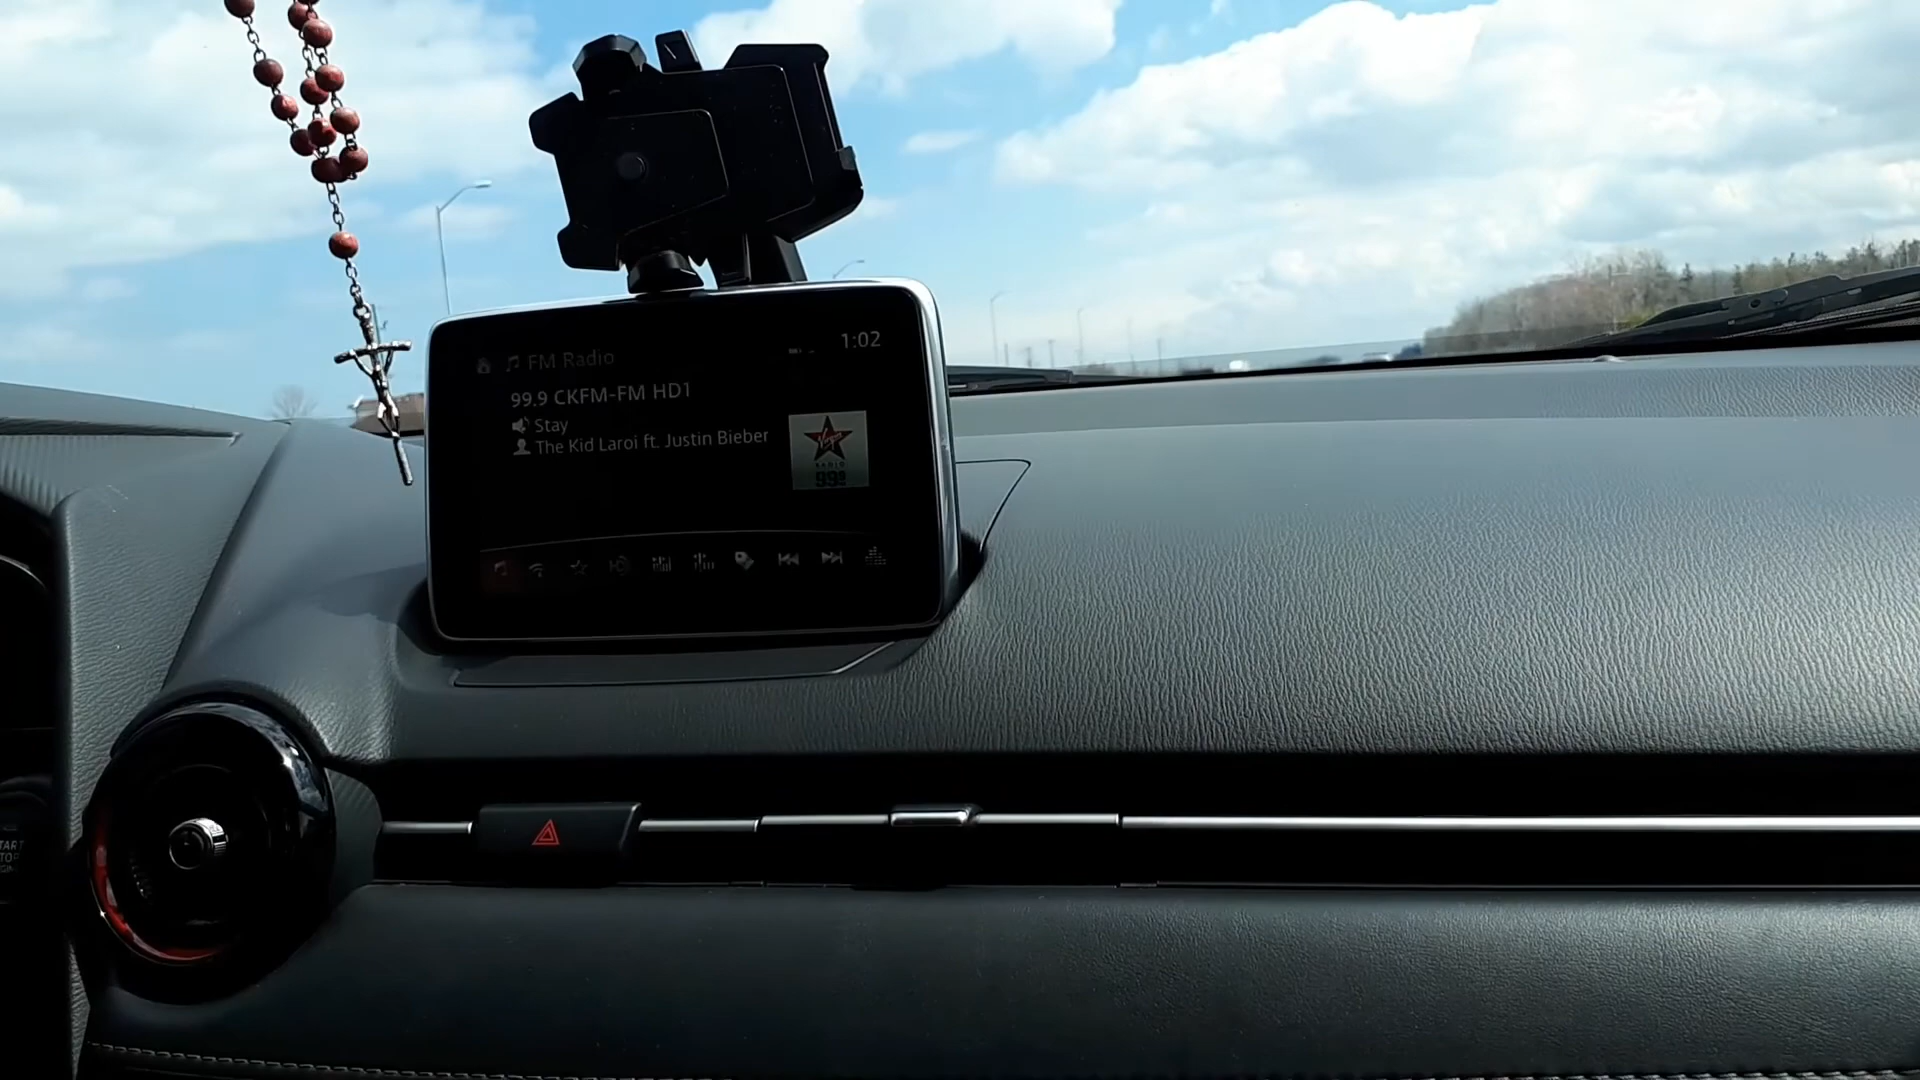 1:02
FM Radio
99.9 CKFM-FM HD1
Stay
The Kid Laroi ft. Justin Bieber
Virgin
RADIO
999